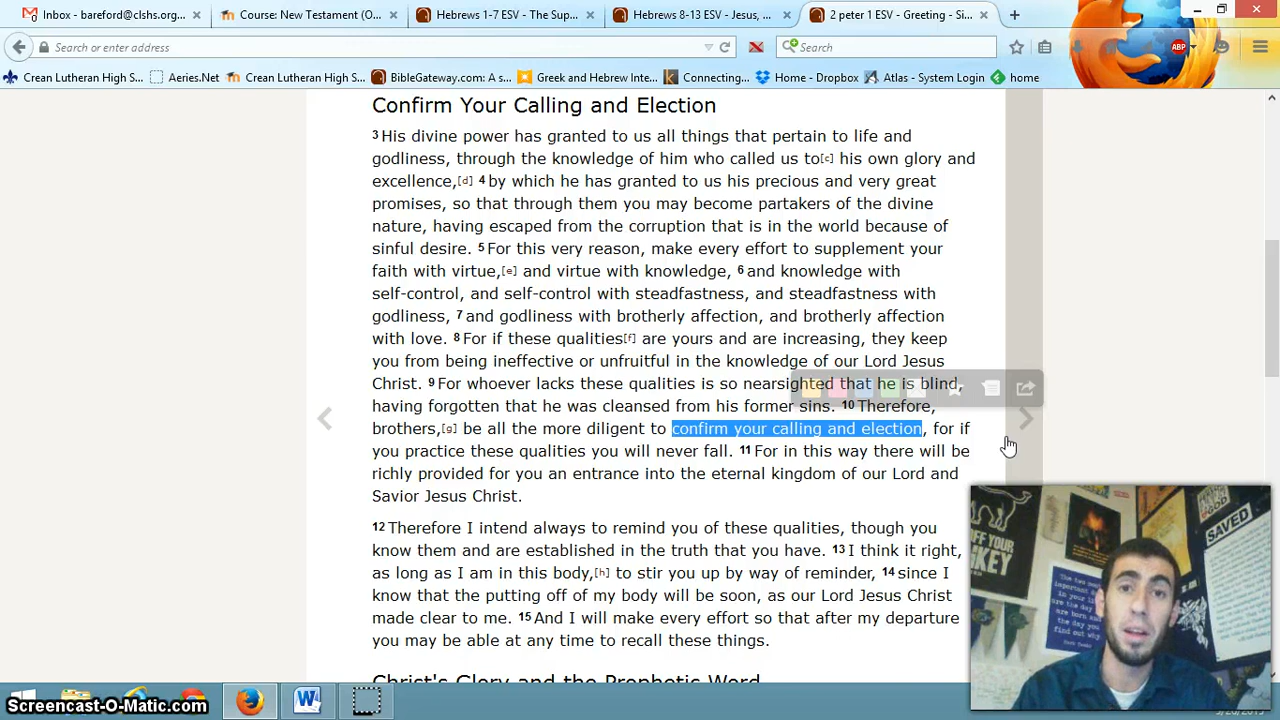 Inbox - bareford@clshs.org...
Course: New Testament (O...
Hebrews 1-7 ESV - The Sup...
Hebrews 8-13 ESV - Jesus, ...
2 peter 1 ESV - Greeting - Si...
Search or enter address
Search
ABP
Crean Lutheran High S...
Aeries.Net
Crean Lutheran High S...
BibleGateway.com: A s...
Greek and Hebrew Inte...
Connecting...
Home - Dropbox
Atlas - System Login
home
Confirm Your Calling and Election
3 His divine power has granted to us all things that pertain to life and
godliness, through the knowledge of him who called us to[c] his own glory and
excellence,[d] 4 by which he has granted to us his precious and very great
promises, so that through them you may become partakers of the divine
nature, having escaped from the corruption that is in the world because of
sinful desire. 5 For this very reason, make every effort to supplement your
faith with virtue,[e] and virtue with knowledge, 6 and knowledge with
self-control, and self-control with steadfastness, and steadfastness with
godliness, 7 and godliness with brotherly affection, and brotherly affection
with love. 8 For if these qualities[f] are yours and are increasing, they keep
you from being ineffective or unfruitful in the knowledge of our Lord Jesus
Christ. 9 For whoever lacks these qualities is so nearsighted that he is blind,
having forgotten that he was cleansed from his former sins. 10 Therefore,
brothers,[g] be all the more diligent to confirm your calling and election, for if
you practice these qualities you will never fall. 11 For in this way there will be
richly provided for you an entrance into the eternal kingdom of our Lord and
Savior Jesus Christ.
12 Therefore I intend always to remind you of these qualities, though you
know them and are established in the truth that you have. 13 I think it right,
as long as I am in this body,[h] to stir you up by way of reminder, 14 since I
know that the putting off of my body will be soon, as our Lord Jesus Christ
made clear to me. 15 And I will make every effort so that after my departure
you may be able at any time to recall these things.
Christ's Glory and the Prophetic Word
GOD
SAVED
OFF YOUR
Screencast-O-Matic.com